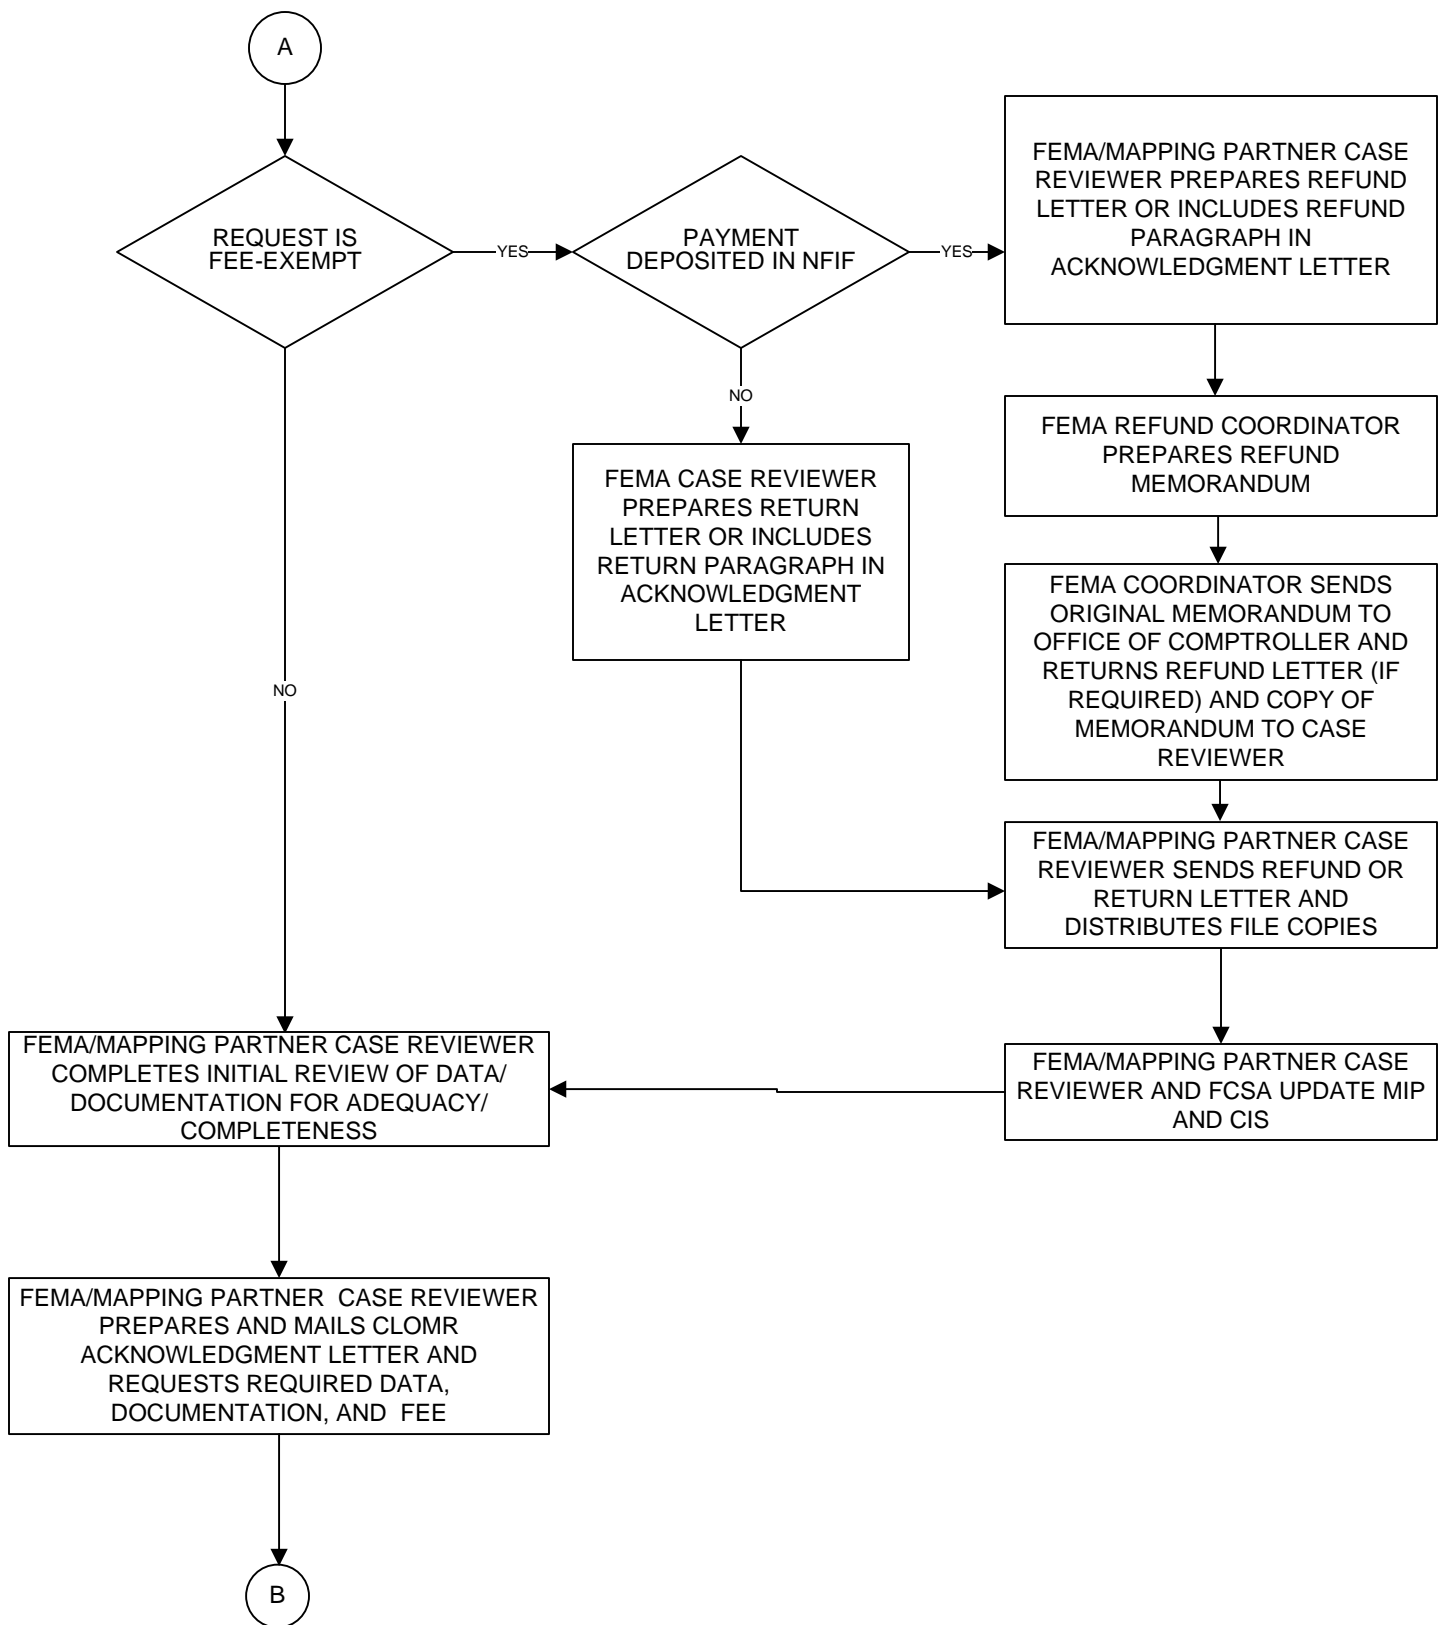 A
REQUEST IS
FEE-EXEMPT
YES
PAYMENT
DEPOSITED IN NFIF
YES
FEMA/MAPPING PARTNER CASE
REVIEWER PREPARES REFUND
LETTER OR INCLUDES REFUND
PARAGRAPH IN
ACKNOWLEDGMENT LETTER
NO
FEMA CASE REVIEWER
PREPARES RETURN
LETTER OR INCLUDES
RETURN PARAGRAPH IN
ACKNOWLEDGMENT
LETTER
FEMA REFUND COORDINATOR
PREPARES REFUND
MEMORANDUM
FEMA COORDINATOR SENDS
ORIGINAL MEMORANDUM TO
OFFICE OF COMPTROLLER AND
RETURNS REFUND LETTER (IF
REQUIRED) AND COPY OF
MEMORANDUM TO CASE
REVIEWER
NO
FEMA/MAPPING PARTNER CASE
REVIEWER SENDS REFUND OR
RETURN LETTER AND
DISTRIBUTES FILE COPIES
FEMA/MAPPING PARTNER CASE
REVIEWER AND FCSA UPDATE MIP
AND CIS
FEMA/MAPPING PARTNER CASE REVIEWER
COMPLETES INITIAL REVIEW OF DATA/
DOCUMENTATION FOR ADEQUACY/
COMPLETENESS
FEMA/MAPPING PARTNER  CASE REVIEWER
PREPARES AND MAILS CLOMR
ACKNOWLEDGMENT LETTER AND
REQUESTS REQUIRED DATA,
DOCUMENTATION, AND  FEE
B